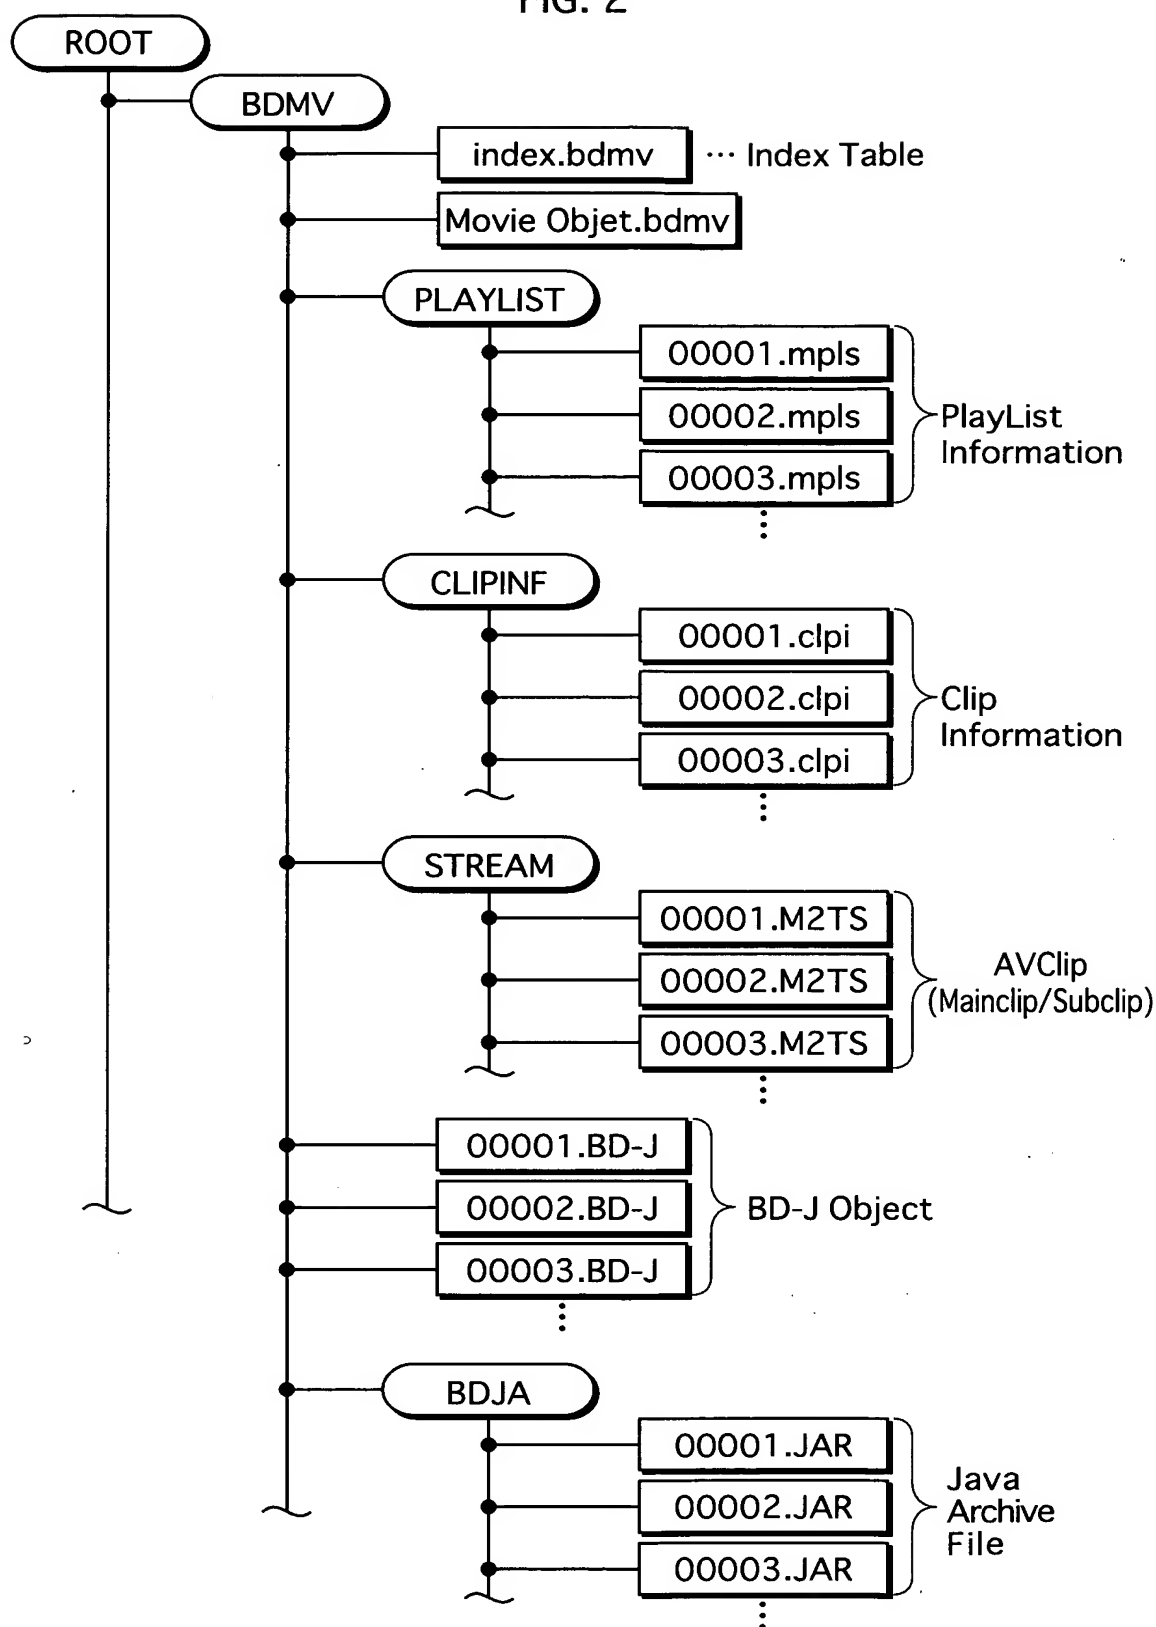 FIG. 2
ROOT
BDMV
index.bdmv ··· Index Table
Movie Objet.bdmv
PLAYLIST
00001.mpls
00002.mpls
00003.mpls
PlayList
Information
CLIPINF
00001.clpi
00002.clpi
00003.clpi
Clip
Information
STREAM
00001.M2TS
00002.M2TS
00003.M2TS
AVClip
(Mainclip/Subclip)
00001.BD-J
00002.BD-J
00003.BD-J
BD-J Object
BDJA
00001.JAR
00002.JAR
00003.JAR
Java
Archive
File